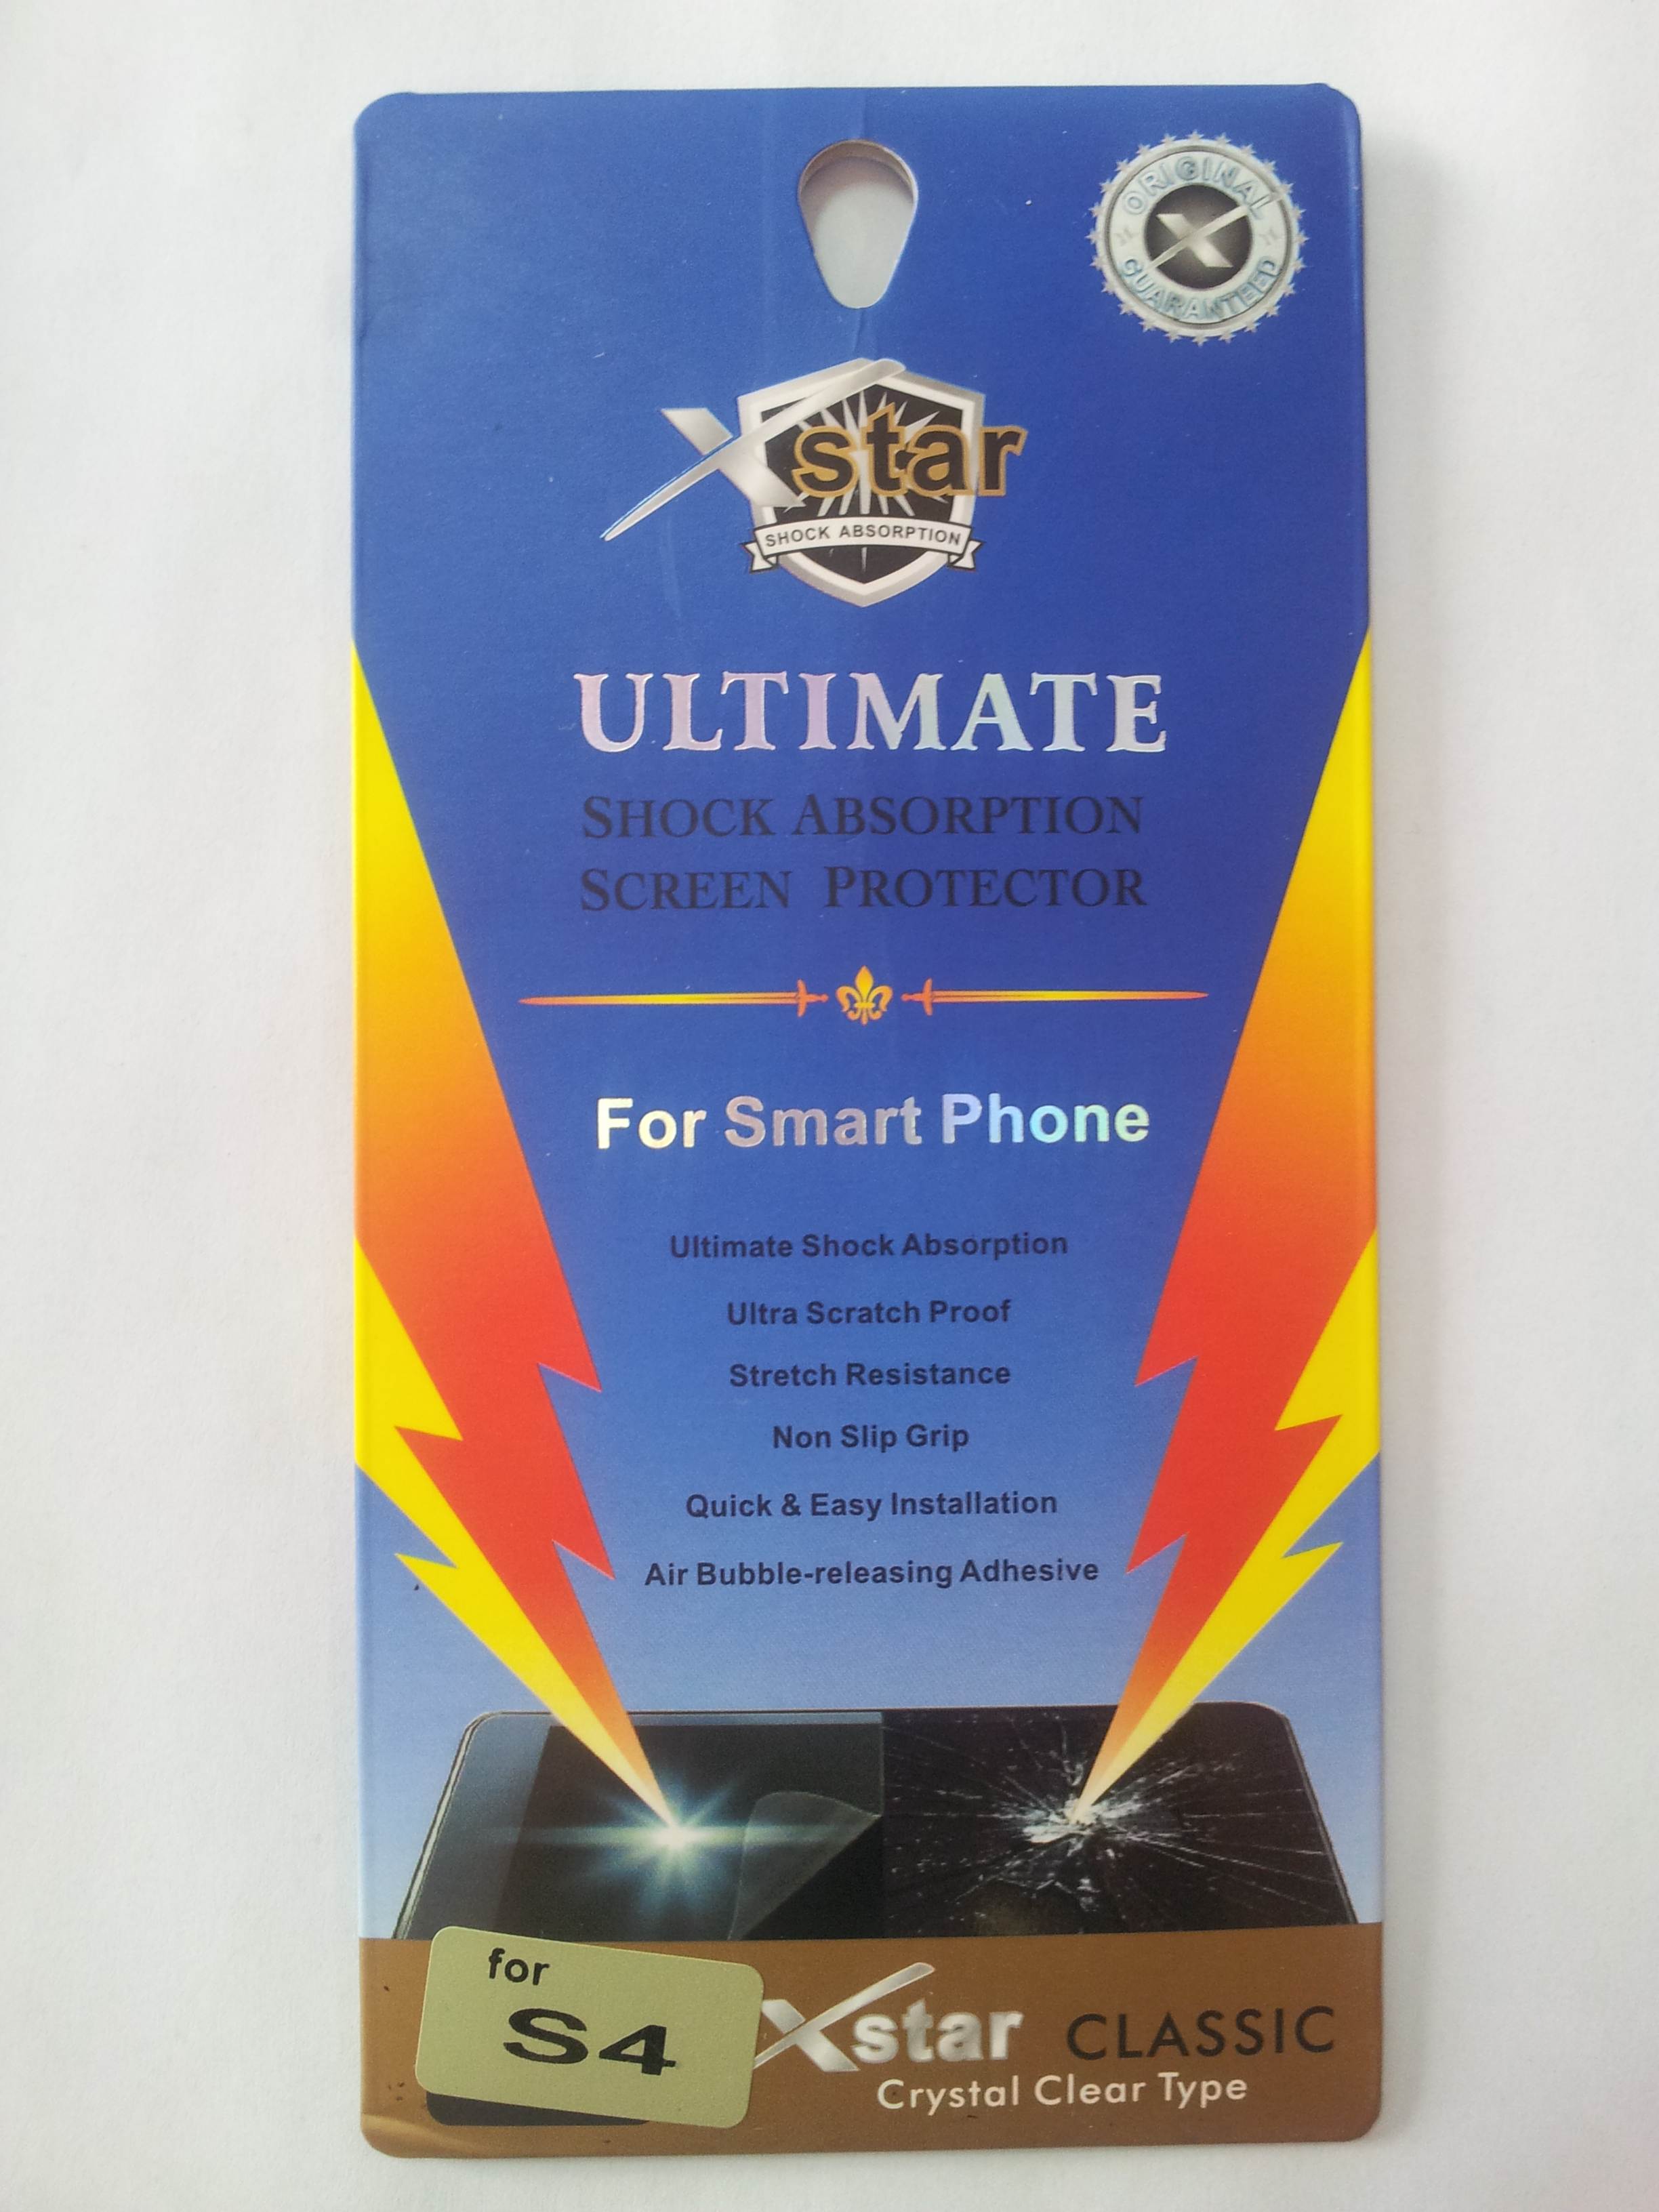 ORIGINAL
X
GUARANTEED
Xstar
SHOCK ABSORPTION
ULTIMATE
SHOCK ABSORPTION
SCREEN PROTECTOR
For Smart Phone
Ultimate Shock Absorption
Ultra Scratch Proof
Stretch Resistance
Non Slip Grip
Quick & Easy Installation
Air Bubble-releasing Adhesive
for
S4
Xstar CLASSIC
Crystal Clear Type